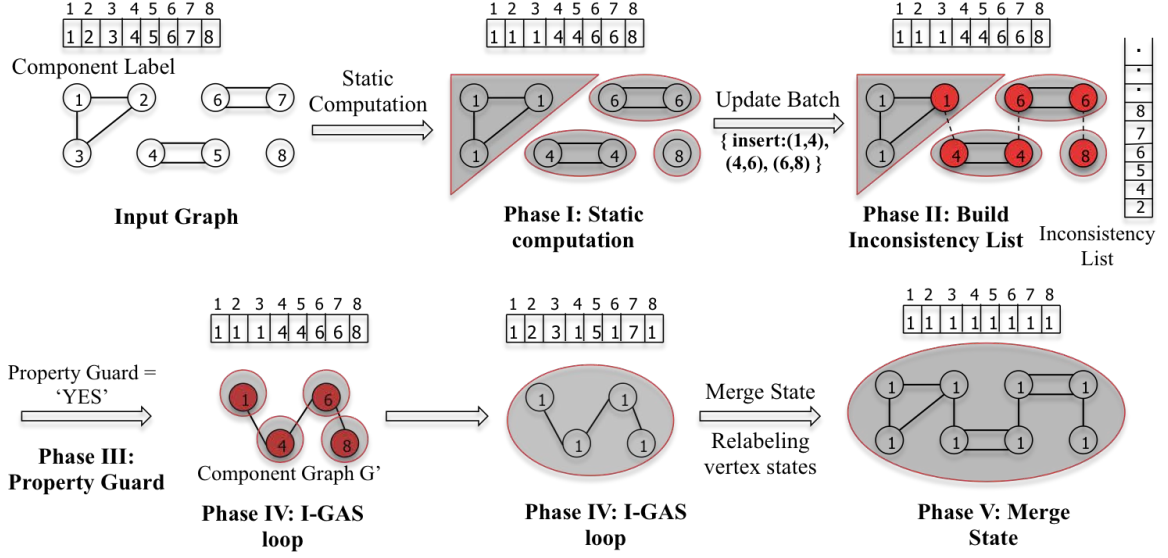 1 2 3 4 5 6 7 8
1 2 3 4 5 6 7 8
Component Label
1 2 6 7
3 4 5 8
Input Graph
Static
Computation
1 2 3 4 5 6 7 8
1 1 1 4 4 6 6 8
1 1 6 6
1 4 4 8
Phase I: Static
computation
Update Batch
{ insert:(1,4),
(4,6), (6,8) }
1 2 3 4 5 6 7 8
1 1 1 4 4 6 6 8
1 1 6 6
1 4 4 8
Phase II: Build
Inconsistency List
.
.
.
8
7
6
5
4
2
Inconsistency
List
Property Guard =
‘YES’
Phase III:
Property Guard
1 2 3 4 5 6 7 8
1 1 1 4 4 6 6 8
1 6
4 8
Component Graph G’
Phase IV: I-GAS
loop
1 2 3 4 5 6 7 8
1 2 3 1 5 1 7 1
1 1
1 1
Phase IV: I-GAS
loop
Merge State
Relabeling
vertex states
1 2 3 4 5 6 7 8
1 1 1 1 1 1 1 1
1 1 1 1
1 1 1 1
Phase V: Merge
State